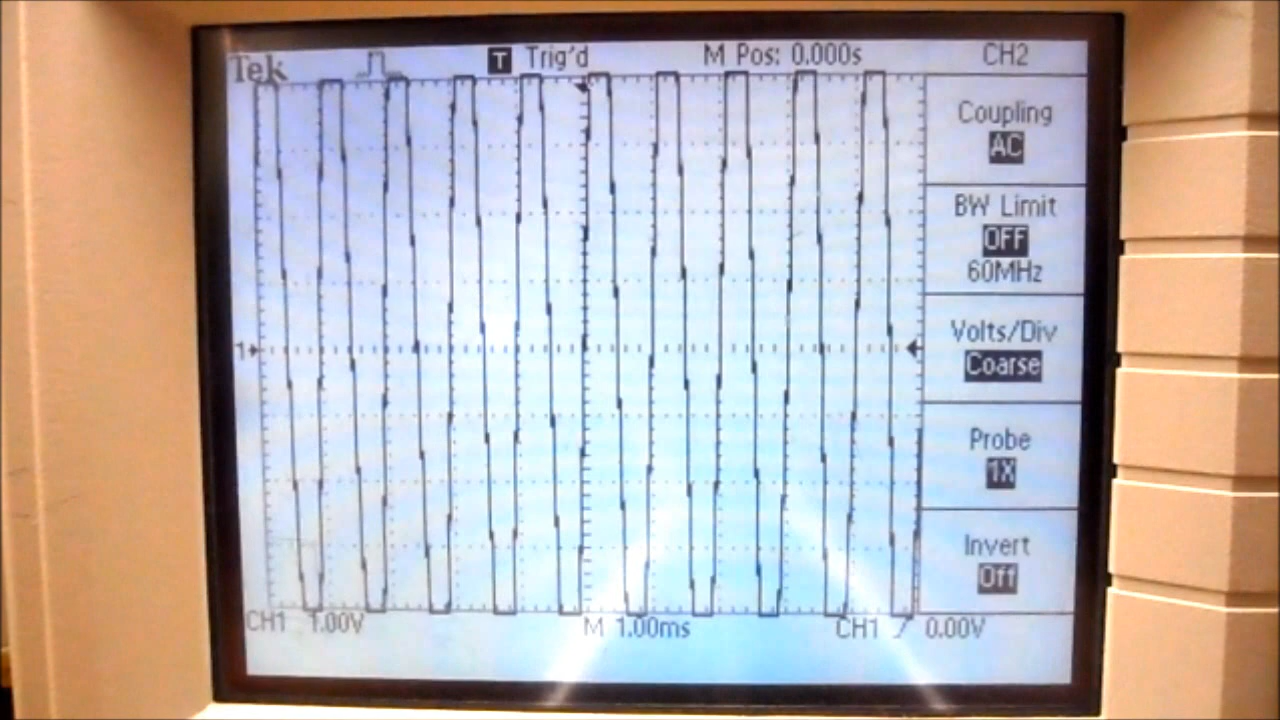 Tek
T Trig'd
M Pos: 0.000s
CH2
Coupling
AC
BW Limit
OFF
60MHz
Volts/Div
Coarse
Probe
1X
Invert
Off
1
CH1 1.00V
M 1.00ms
CH1 / 0.00V